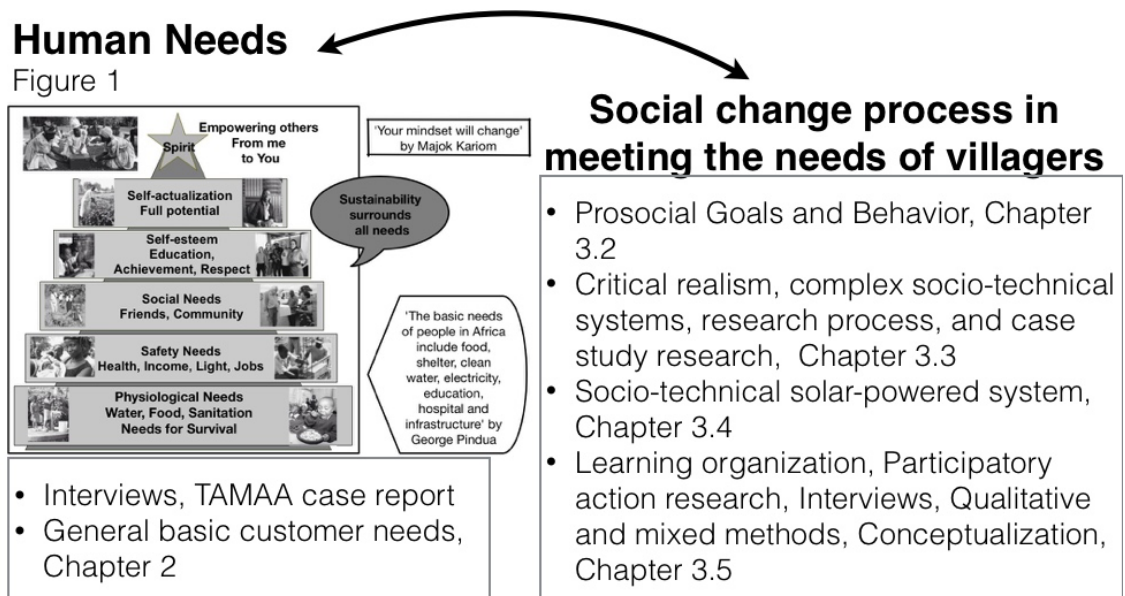 Human Needs
Figure 1
Spirit
Empowering others
From me
to You
'Your mindset will change'
by Majok Kariom
Self-actualization
Full potential
Sustainability
surrounds
all needs
Self-esteem
Education,
Achievement, Respect
Social Needs
Friends, Community
Safety Needs
Health, Income, Light, Jobs
Physiological Needs
Water, Food, Sanitation
Needs for Survival
'The basic needs
of people in Africa
include food,
shelter, clean
water, electricity,
education,
hospital and
infrastructure' by
George Pindua
• Interviews, TAMAA case report
• General basic customer needs,
Chapter 2
Social change process in
meeting the needs of villagers
• Prosocial Goals and Behavior, Chapter
3.2
• Critical realism, complex socio-technical
systems, research process, and case
study research, Chapter 3.3
• Socio-technical solar-powered system,
Chapter 3.4
• Learning organization, Participatory
action research, Interviews, Qualitative
and mixed methods, Conceptualization,
Chapter 3.5